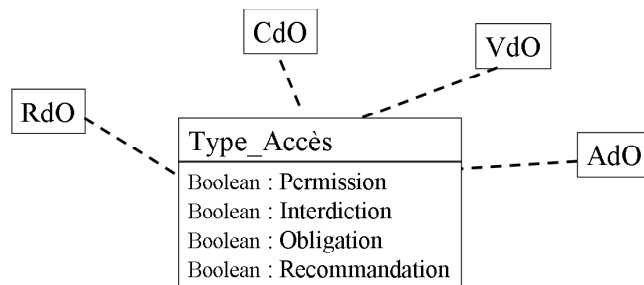 CdO
VdO
RdO
AdO
Type_Accès
Boolean : Permission
Boolean : Interdiction
Boolean : Obligation
Boolean : Recommandation